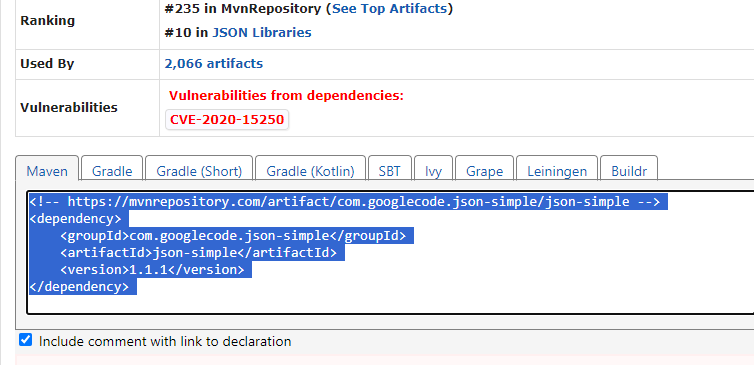 Ranking
#235 in MvnRepository (See Top Artifacts)
#10 in JSON Libraries
Used By
2,066 artifacts
Vulnerabilities
Vulnerabilities from dependencies:
CVE-2020-15250
Maven Gradle Gradle (Short) Gradle (Kotlin) SBT Ivy Grape Leiningen Buildr
<!-- https://mvnrepository.com/artifact/com.googlecode.json-simple/json-simple -->
<dependency>
    <groupId>com.googlecode.json-simple</groupId>
    <artifactId>json-simple</artifactId>
    <version>1.1.1</version>
</dependency>
Include comment with link to declaration